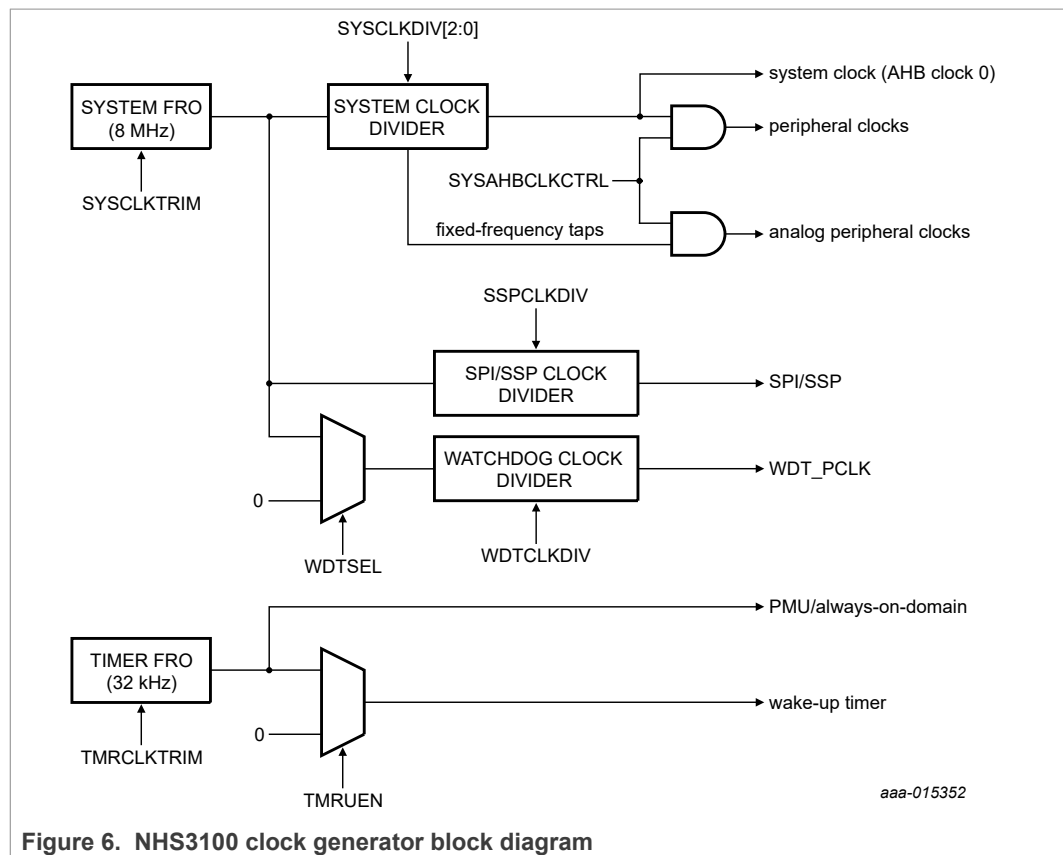 SYSCLKDIV[2:0]
SYSTEM FRO
(8 MHz)
SYSTEM CLOCK
DIVIDER
system clock (AHB clock 0)
peripheral clocks
SYSCLKTRIM
SYSAHBCLKCTRL
fixed-frequency taps
analog peripheral clocks
SSPCLKDIV
SPI/SSP CLOCK
DIVIDER
SPI/SSP
WATCHDOG CLOCK
DIVIDER
WDT_PCLK
0
WDTSEL
WDTCLKDIV
PMU/always-on-domain
TIMER FRO
(32 kHz)
wake-up timer
0
TMRCLKTRIM
TMRUEN
aaa-015352
Figure 6. NHS3100 clock generator block diagram